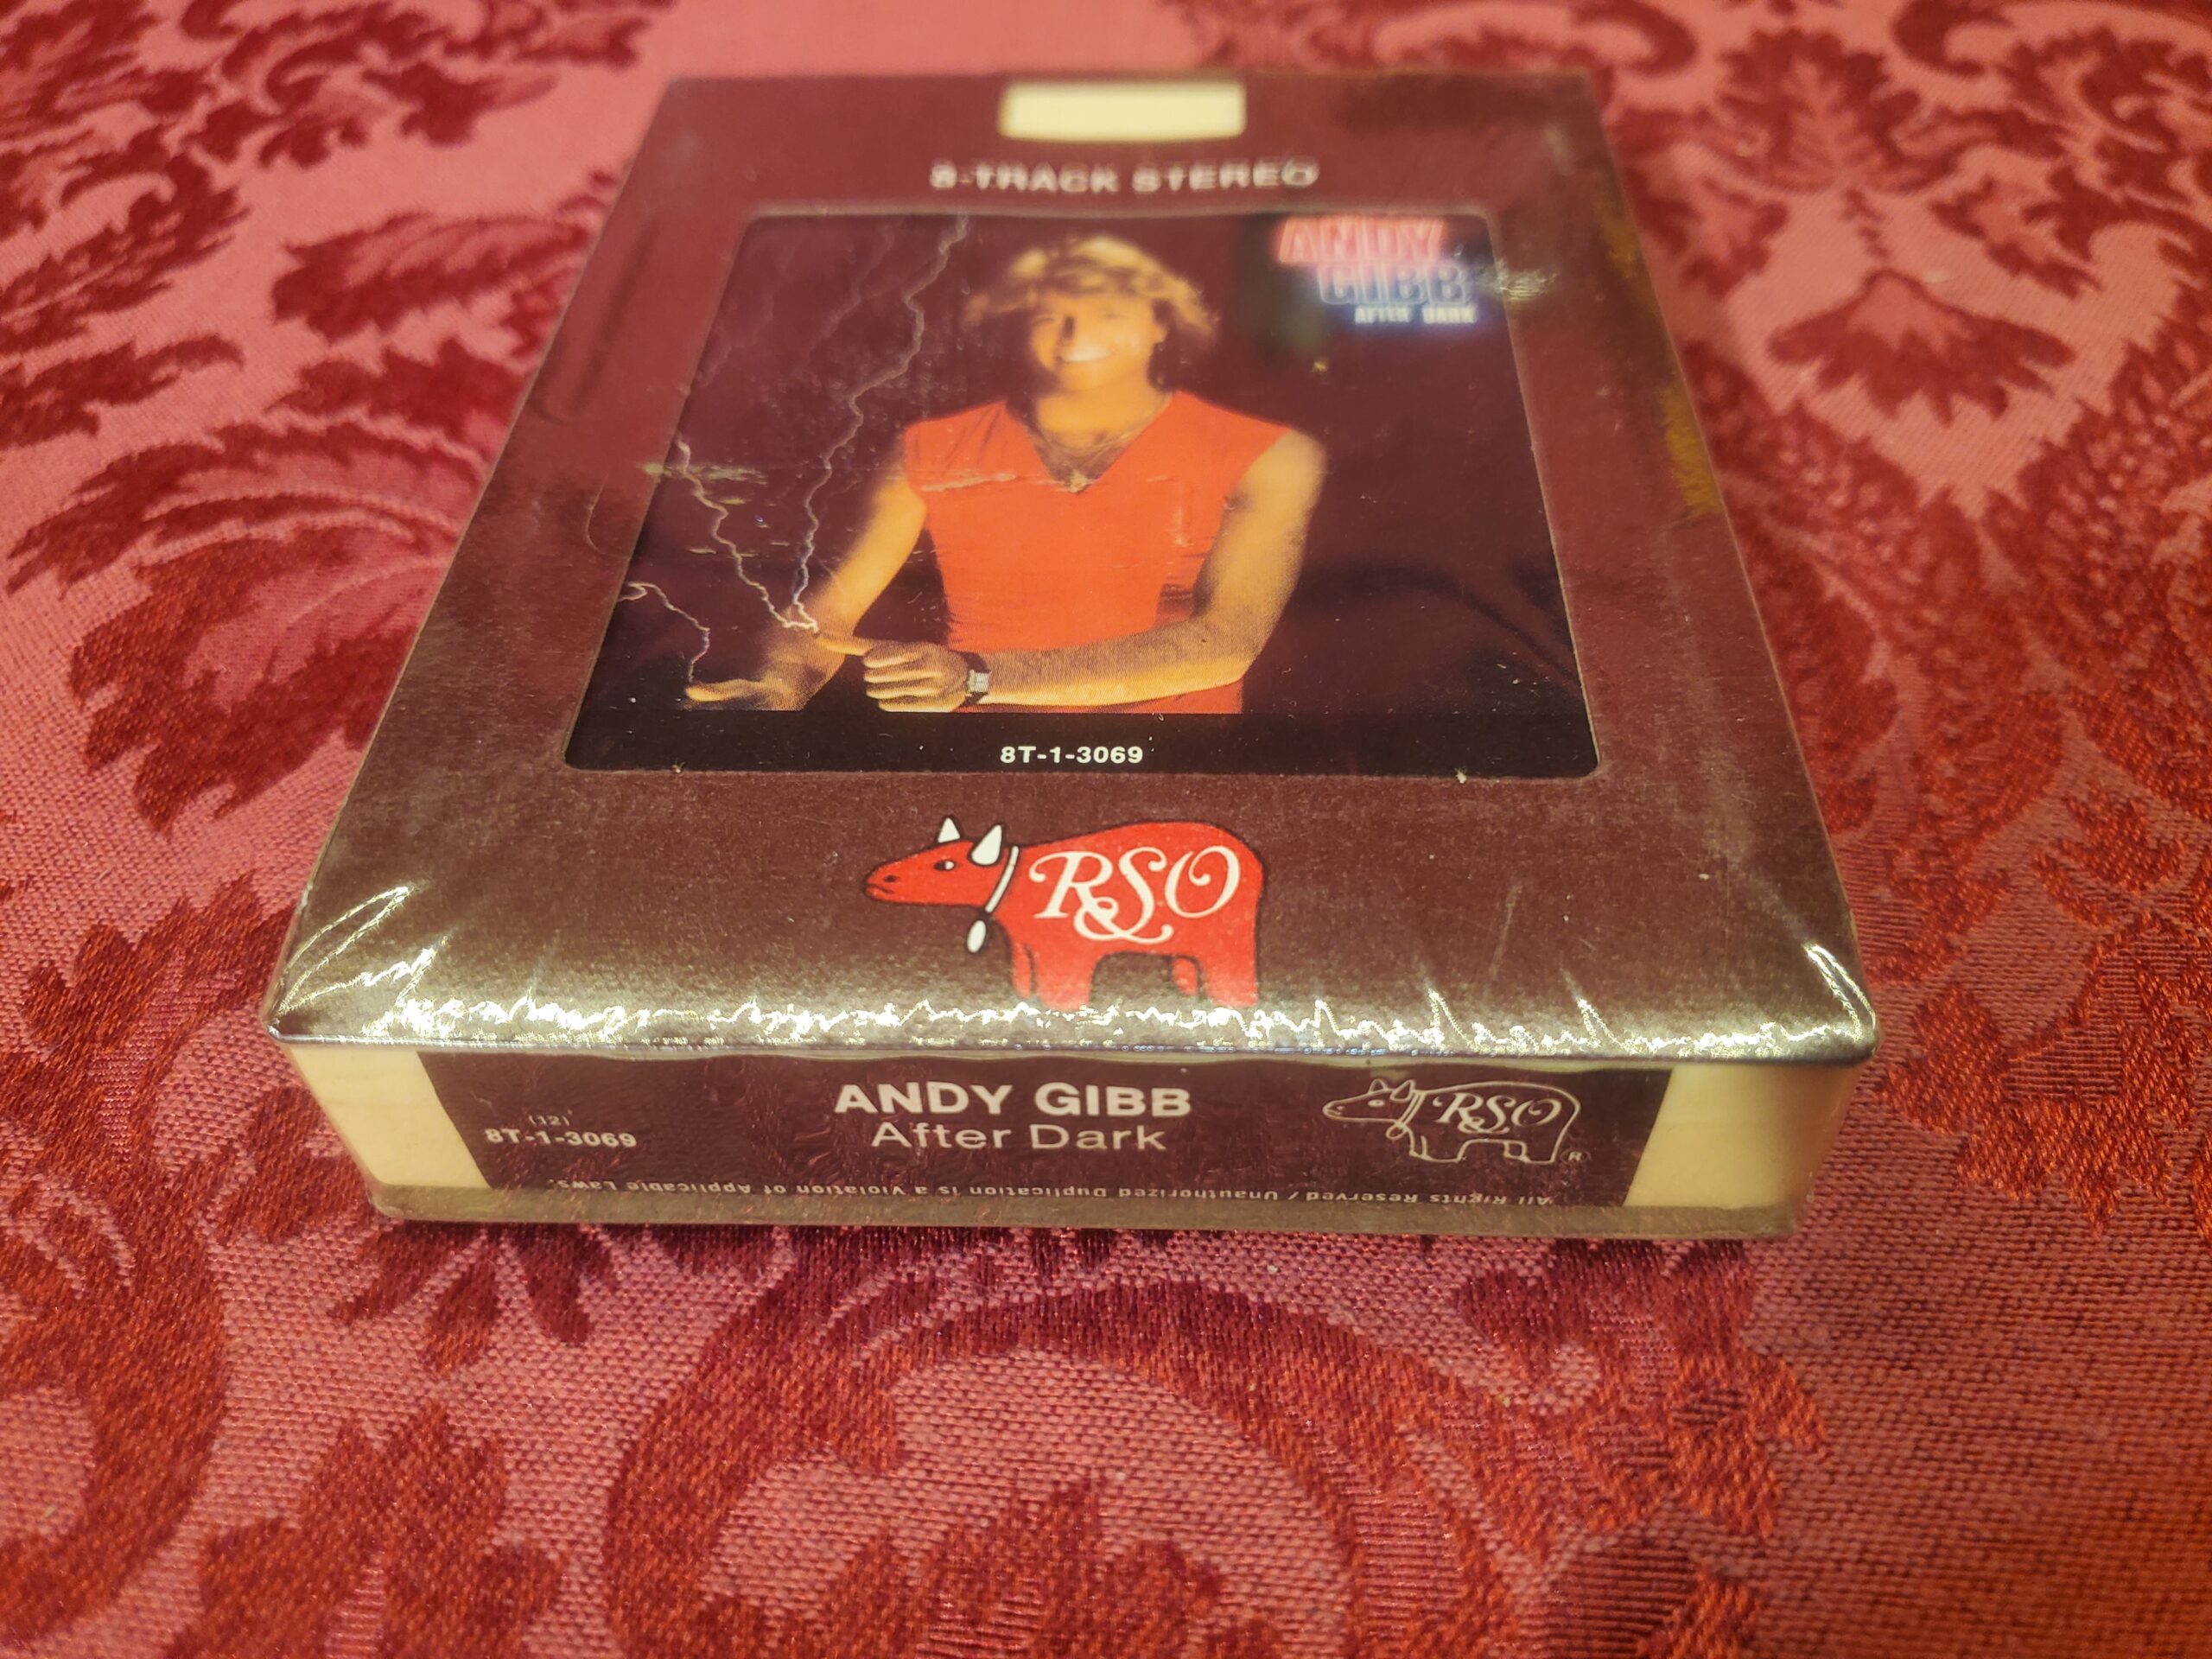 8-TRACK STEREO
ANDY
GIBB
AFTER DARK
8T-1-3069
RSO
(12)
8T-1-3069
ANDY GIBB
After Dark
RSO
®
All Rights Reserved / Unauthorized Duplication is a Violation of Applicable Laws.